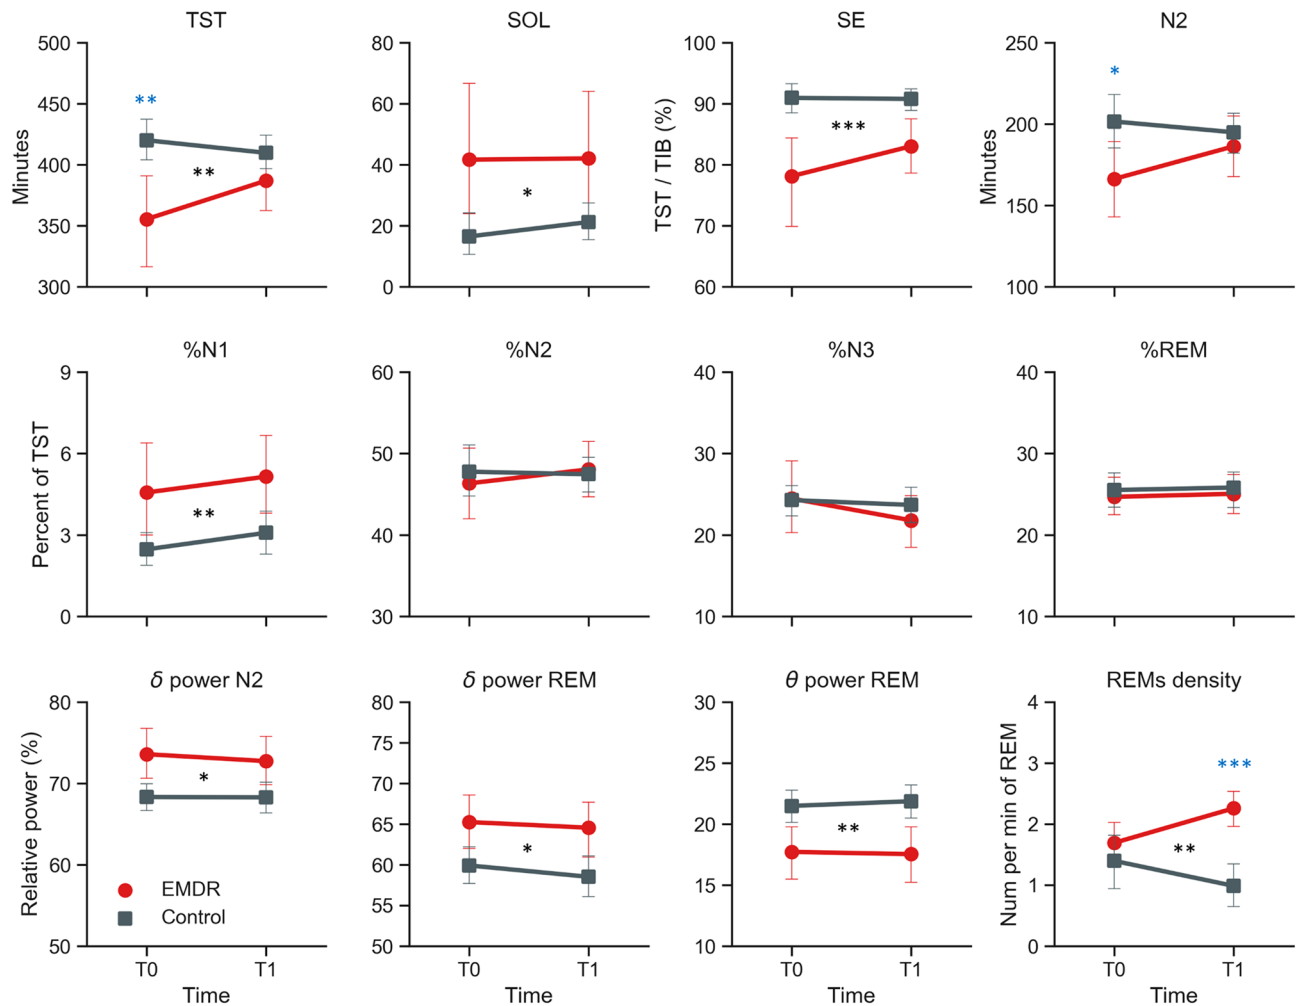 TST
SOL
SE
N2
Minutes
500
450
400
350
300
**
**
80
60
40
20
0
*
TST / TIB (%)
100
90
80
70
60
***
Minutes
250
200
150
100
*
%N1
%N2
%N3
%REM
Percent of TST
9
6
3
0
**
60
50
40
30
40
30
20
10
40
30
20
10
δ power N2
δ power REM
θ power REM
REMs density
Relative power (%)
80
70
60
50
*
EMDR
Control
80
75
70
65
60
55
50
*
30
25
20
15
10
**
Num per min of REM
4
3
2
1
0
***
**
T0 T1
T0 T1
T0 T1
T0 T1
Time
Time
Time
Time